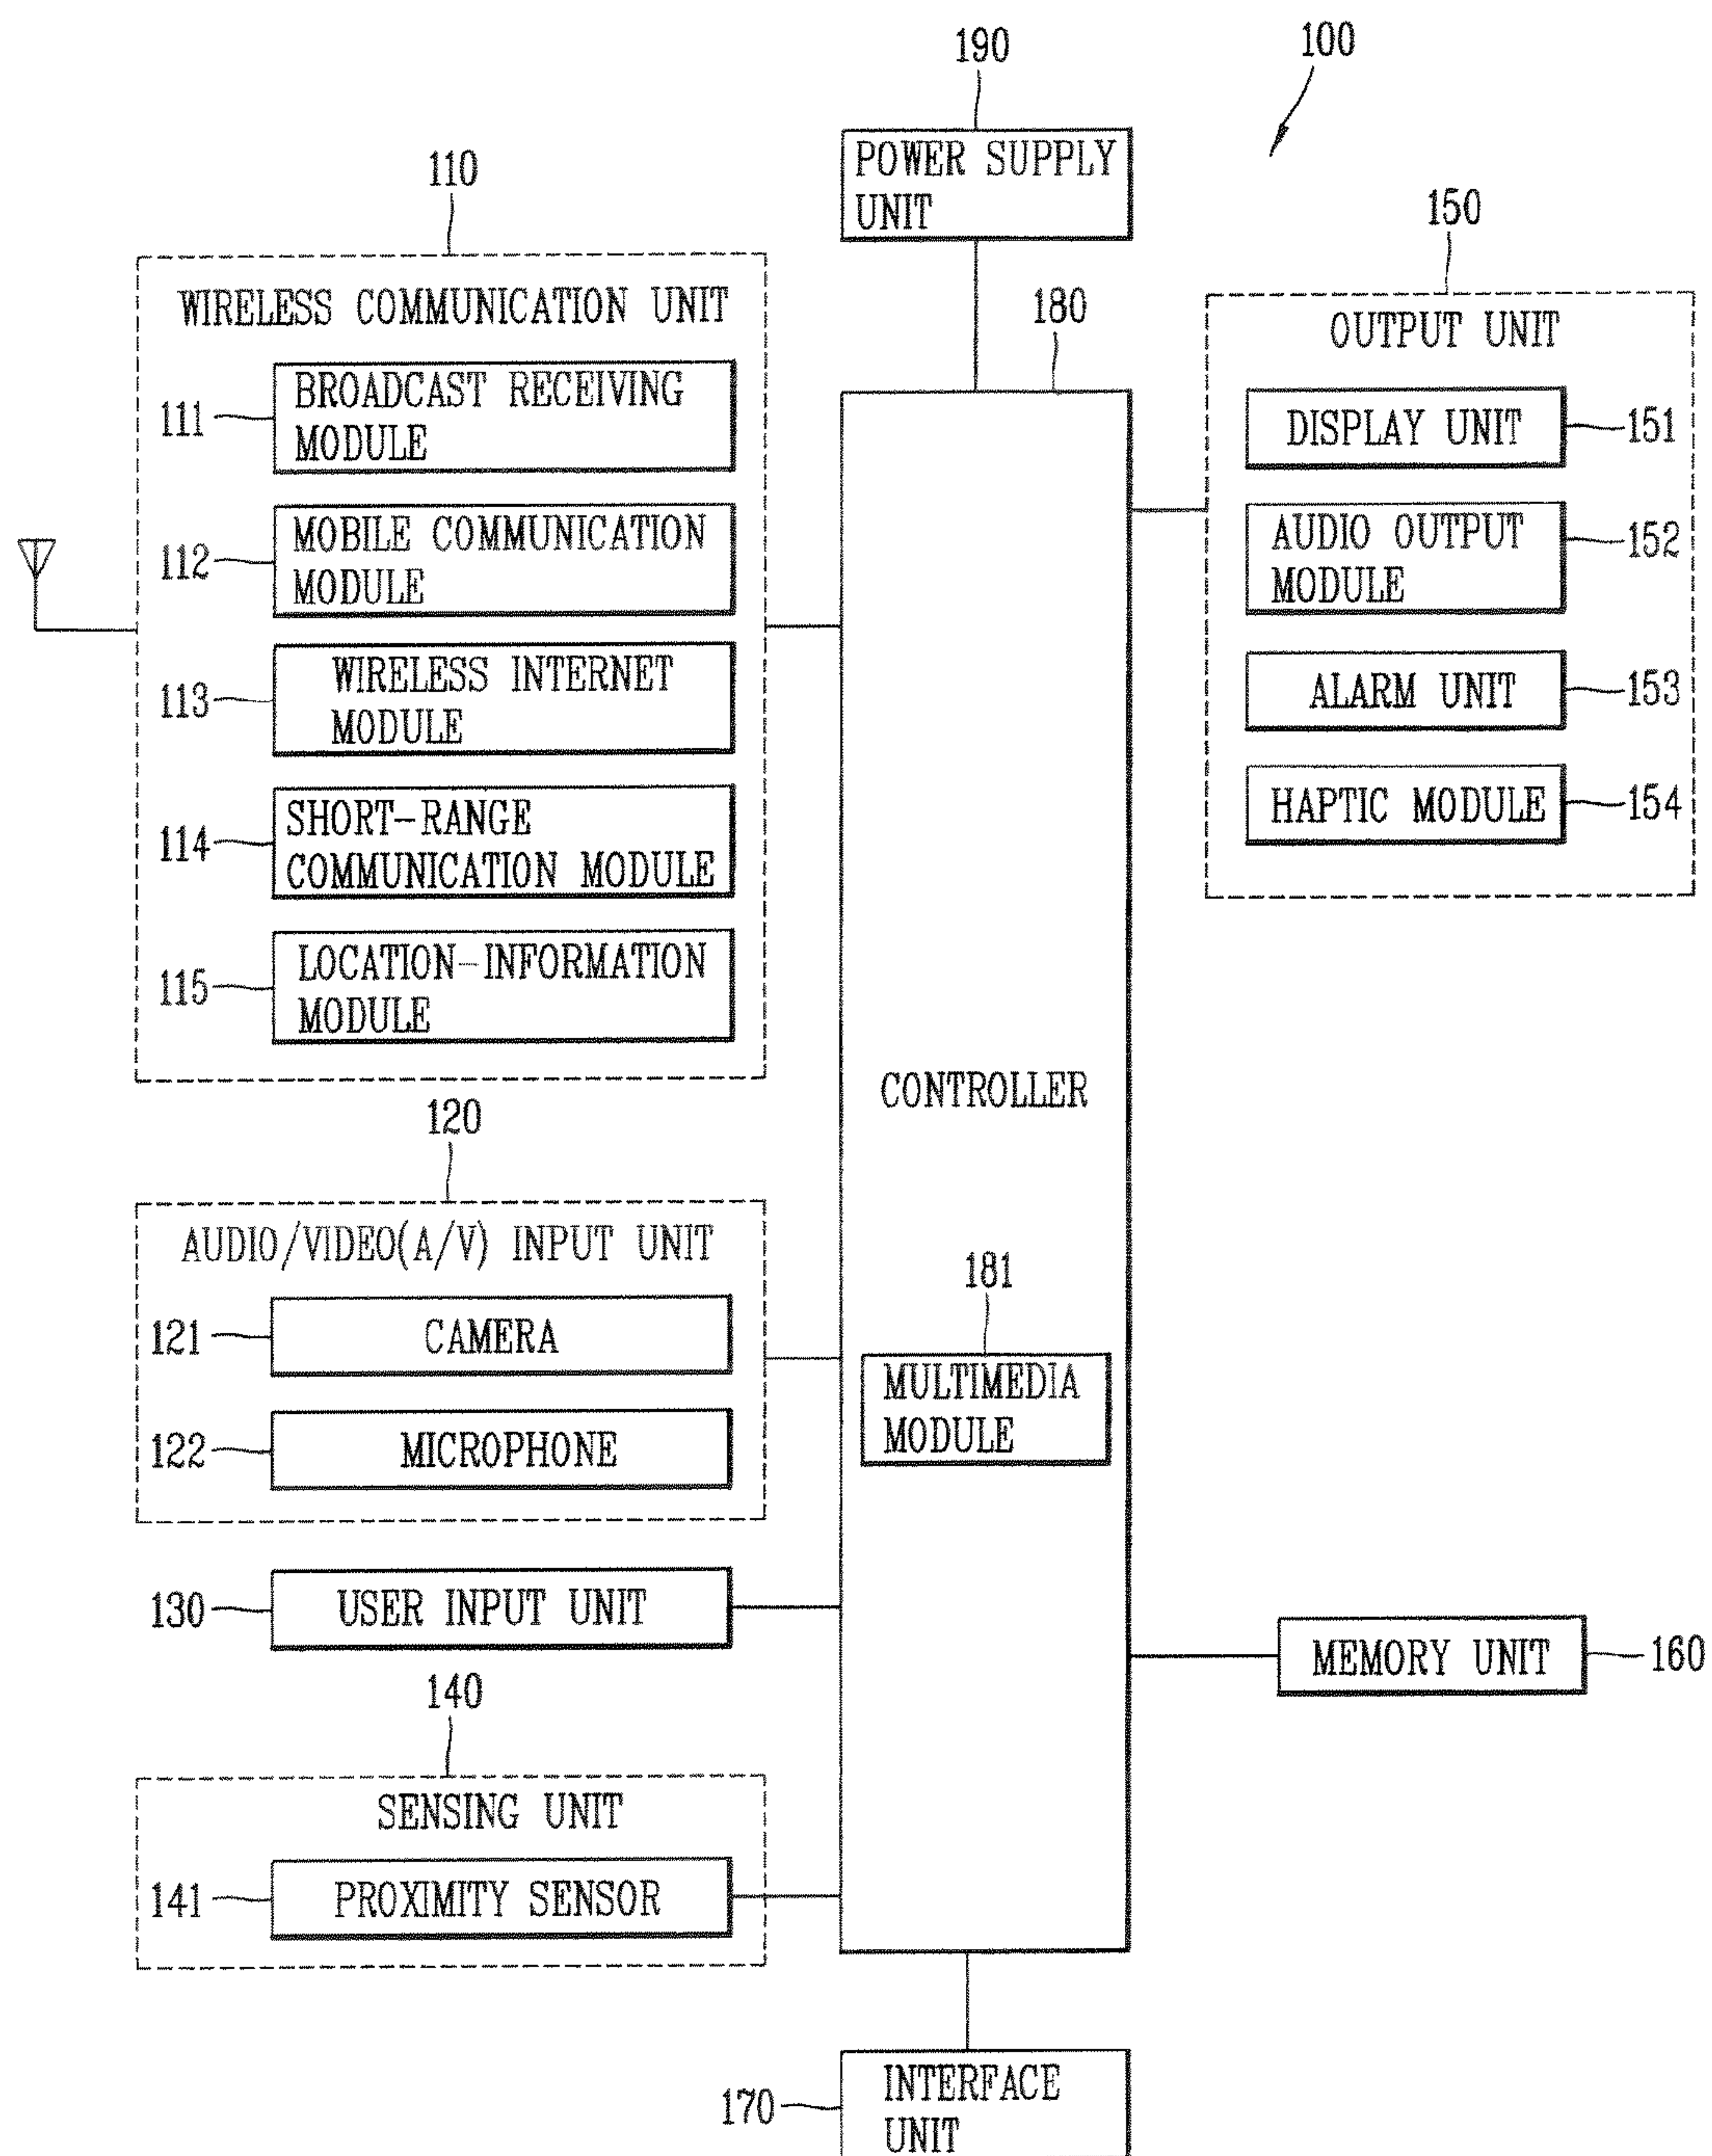 100
190
POWER SUPPLY
UNIT
110
WIRELESS COMMUNICATION UNIT
111
BROADCAST RECEIVING
MODULE
112
MOBILE COMMUNICATION
MODULE
113
WIRELESS INTERNET
MODULE
114
SHORT-RANGE
COMMUNICATION MODULE
115
LOCATION-INFORMATION
MODULE
120
AUDIO/VIDEO(A/V) INPUT UNIT
121
CAMERA
122
MICROPHONE
130
USER INPUT UNIT
140
SENSING UNIT
141
PROXIMITY SENSOR
180
CONTROLLER
181
MULTIMEDIA
MODULE
150
OUTPUT UNIT
DISPLAY UNIT
151
AUDIO OUTPUT
MODULE
152
ALARM UNIT
153
HAPTIC MODULE
154
MEMORY UNIT
160
170
INTERFACE
UNIT